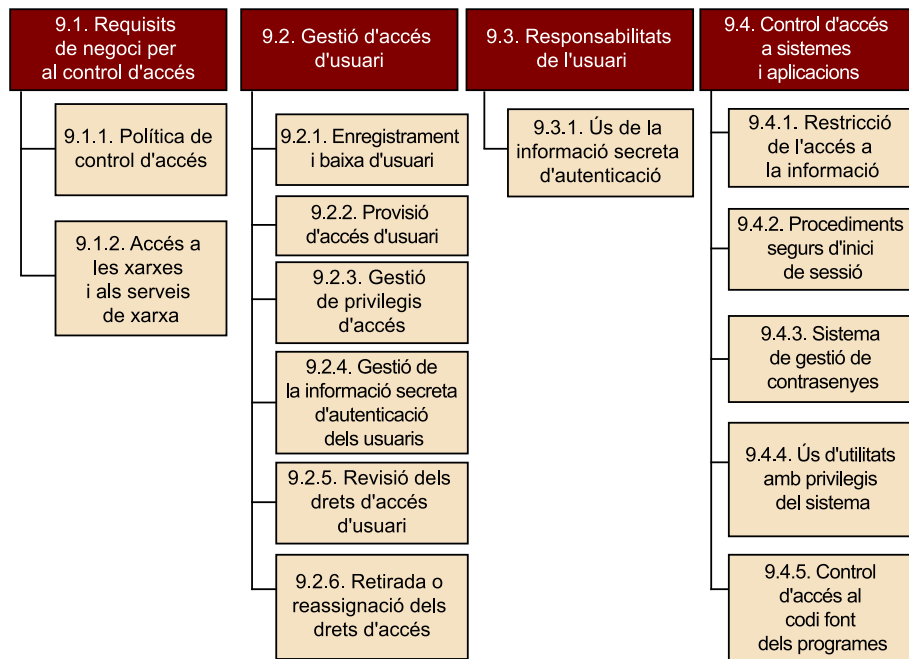 9.1. Requisits
de negoci per
al control d'accés
9.1.1. Política de
control d'accés
9.1.2. Accés a
les xarxes
i als serveis
de xarxa
9.2. Gestió d'accés
d'usuari
9.2.1. Enregistrament
i baixa d'usuari
9.2.2. Provisió
d'accés d'usuari
9.2.3. Gestió
de privilegis
d'accés
9.2.4. Gestió de
la informació secreta
d'autenticació
dels usuaris
9.2.5. Revisió dels
drets d'accés
d'usuari
9.2.6. Retirada o
reassignació dels
drets d'accés
9.3. Responsabilitats
de l'usuari
9.3.1. Ús de la
informació secreta
d'autenticació
9.4. Control d'accés
a sistemes
i aplicacions
9.4.1. Restricció
de l'accés a
la informació
9.4.2. Procediments
segurs d'inici
de sessió
9.4.3. Sistema
de gestió de
contrasenyes
9.4.4. Ús d'utilitats
amb privilegis
del sistema
9.4.5. Control
d'accés al
codi font
dels programes